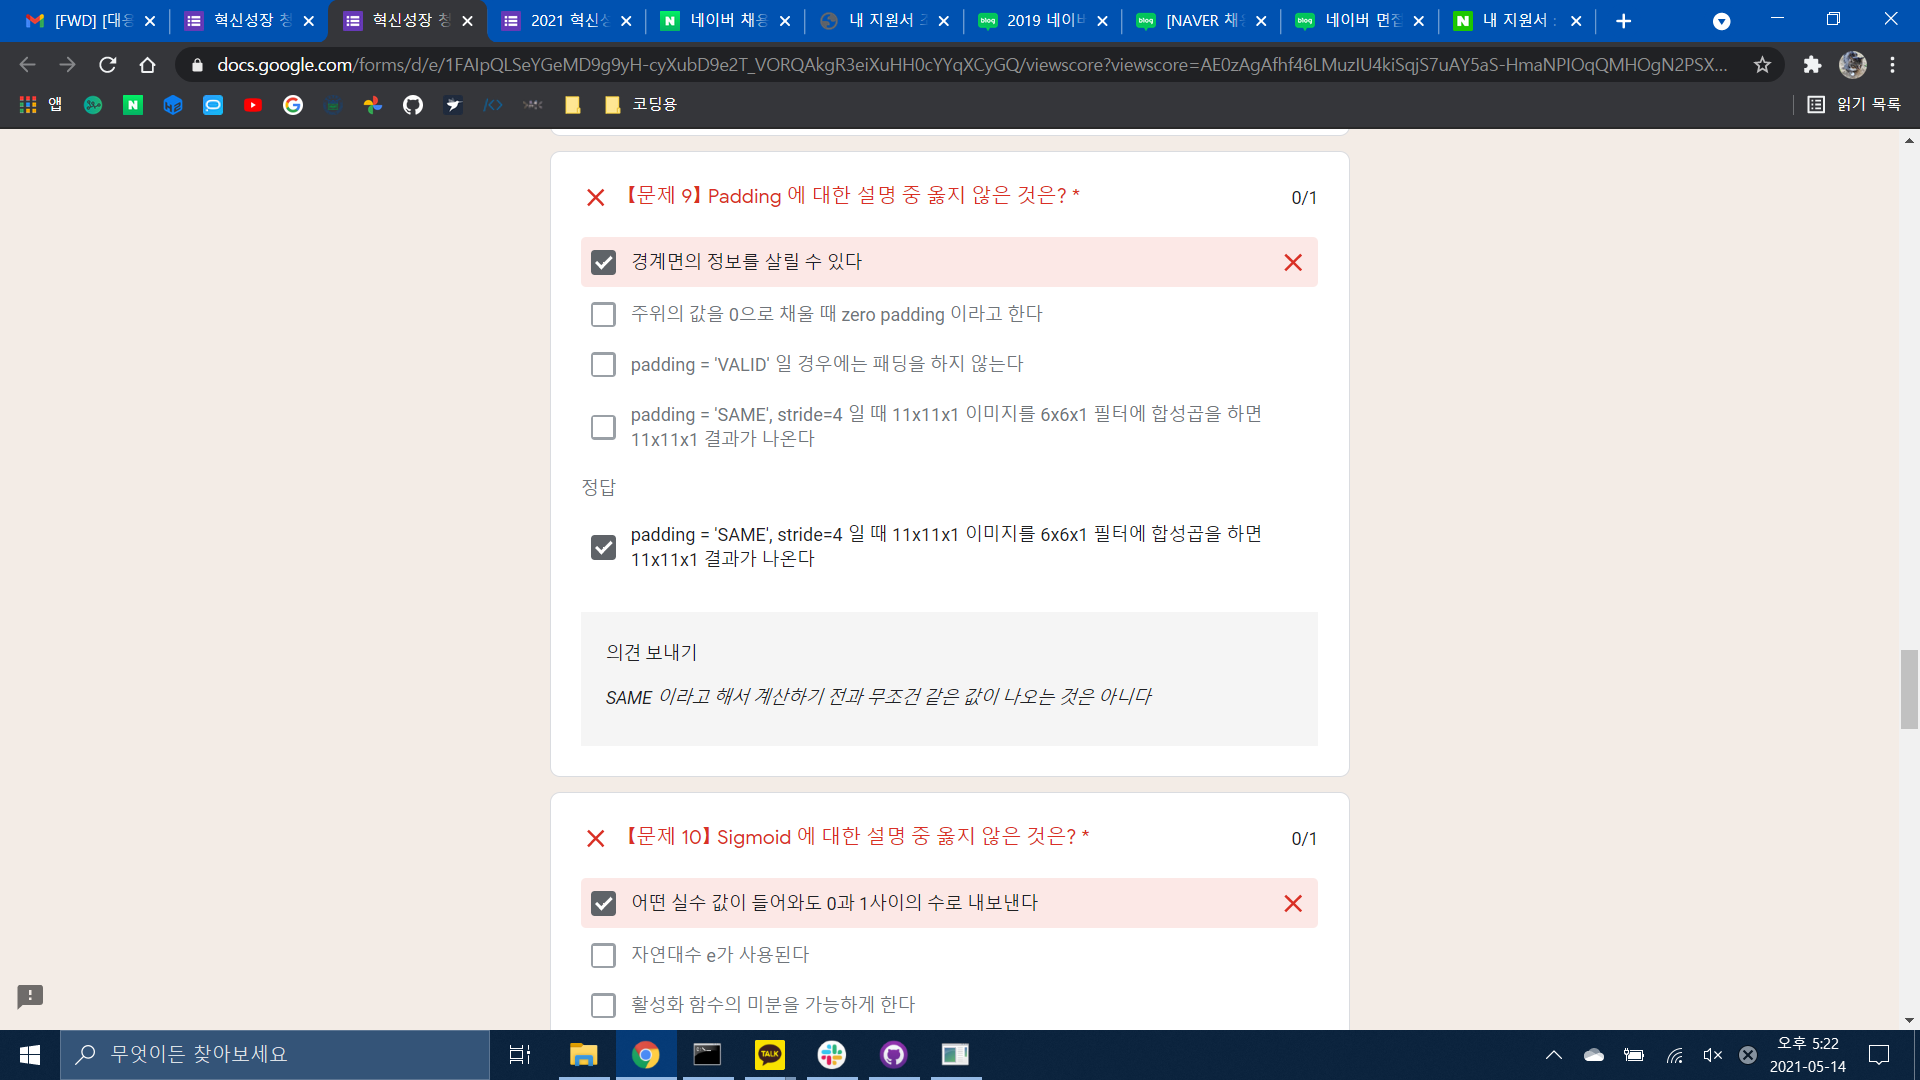 [FWD] [대용
혁신성장 청
혁신성장 청
2021 혁신성
네이버 채용
내 지원서 조
2019 네이버
[NAVER 채용
네이버 면접
내 지원서 :
docs.google.com/forms/d/e/1FAIpQLSeYGeMD9g9yH-cyXubD9e2T_VORQAkgR3eiXuHH0cYYqXCyGQ/viewscore?viewscore=AE0zAgAfhf46LMuzIU4kiSqjS7uAY5aS-HmaNPIOqQMHOgN2PSX...
앱
코딩용
읽기 목록
【문제 9】 Padding 에 대한 설명 중 옳지 않은 것은? *
0/1
경계면의 정보를 살릴 수 있다
주위의 값을 0으로 채울 때 zero padding 이라고 한다
padding = 'VALID' 일 경우에는 패딩을 하지 않는다
padding = 'SAME', stride=4 일 때 11x11x1 이미지를 6x6x1 필터에 합성곱을 하면
11x11x1 결과가 나온다
정답
padding = 'SAME', stride=4 일 때 11x11x1 이미지를 6x6x1 필터에 합성곱을 하면
11x11x1 결과가 나온다
의견 보내기
SAME 이라고 해서 계산하기 전과 무조건 같은 값이 나오는 것은 아니다
【문제 10】 Sigmoid 에 대한 설명 중 옳지 않은 것은? *
0/1
어떤 실수 값이 들어와도 0과 1사이의 수로 내보낸다
자연대수 e가 사용된다
활성화 함수의 미분을 가능하게 한다
무엇이든 찾아보세요
TALK
오후 5:22
2021-05-14